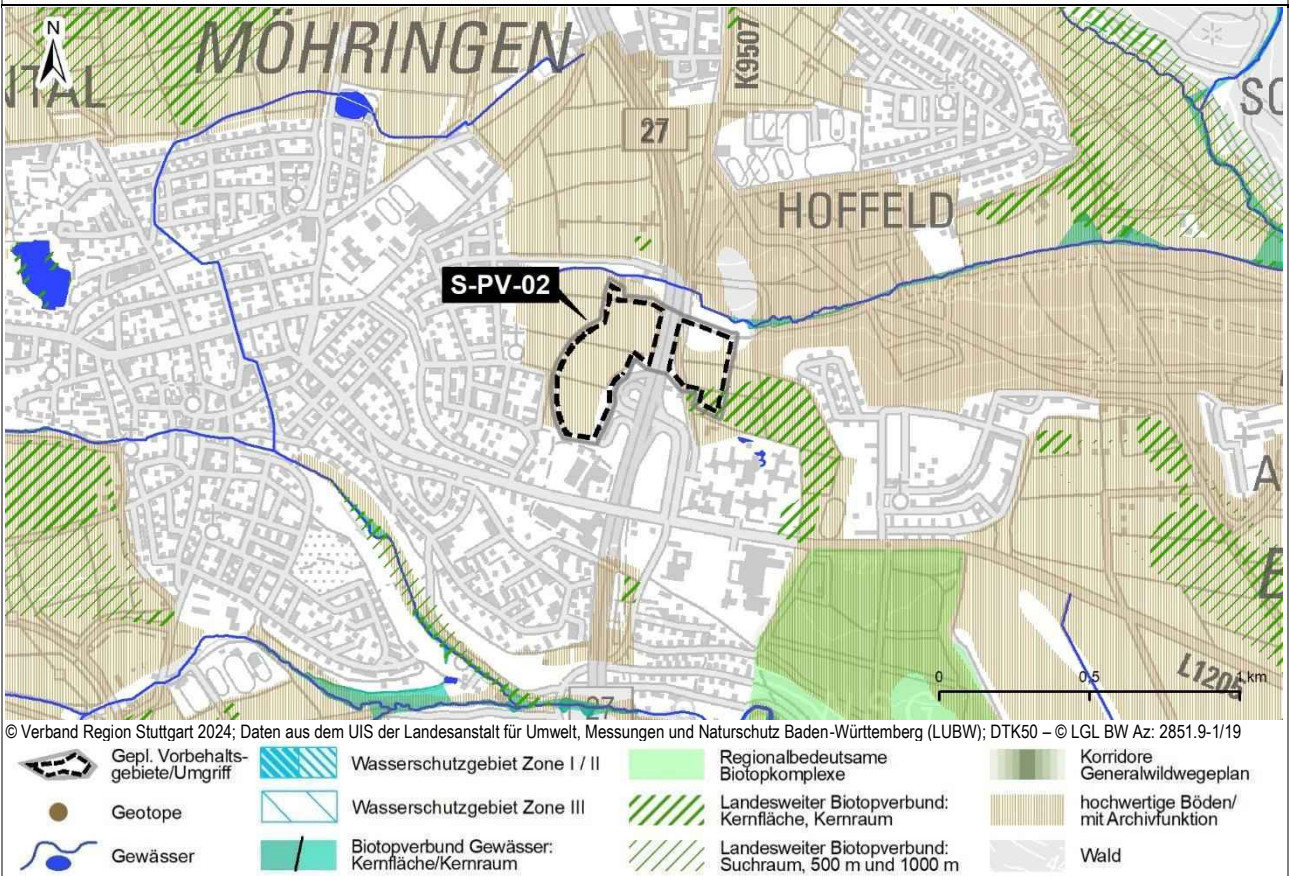 N
MÖHRINGEN
NTAL
K9507
SO
27
HOFFELD
S-PV-02
A
E
0 0,5 1 km
L1205
27
© Verband Region Stuttgart 2024; Daten aus dem UIS der Landesanstalt für Umwelt, Messungen und Naturschutz Baden-Württemberg (LUBW); DTK50 – © LGL BW Az: 2851.9-1/19
Gepl. Vorbehalts-
gebiete/Umgriff
Geotope
Gewässer
Wasserschutzgebiet Zone I / II
Wasserschutzgebiet Zone III
Biotopverbund Gewässer:
Kernfläche/Kernraum
Regionalbedeutsame
Biotopkomplexe
Landesweiter Biotopverbund:
Kernfläche, Kernraum
Landesweiter Biotopverbund:
Suchraum, 500 m und 1000 m
Korridore
Generalwildwegeplan
hochwertige Böden/
mit Archivfunktion
Wald